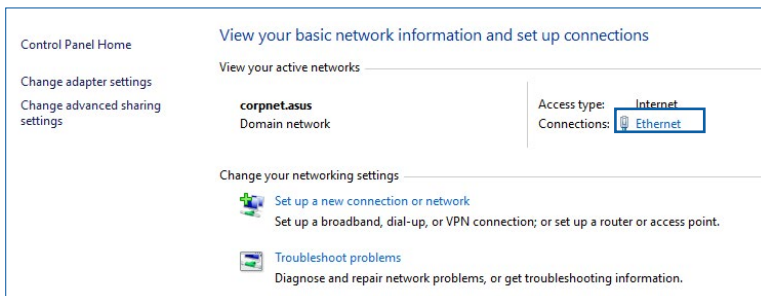 View your basic network information and set up connections
Control Panel Home
View your active networks
Change adapter settings
Change advanced sharing
settings
corpnet.asus
Domain network
Access type: Internet
Connections: Ethernet
Change your networking settings
Set up a new connection or network
Set up a broadband, dial-up, or VPN connection; or set up a router or access point.
Troubleshoot problems
Diagnose and repair network problems, or get troubleshooting information.